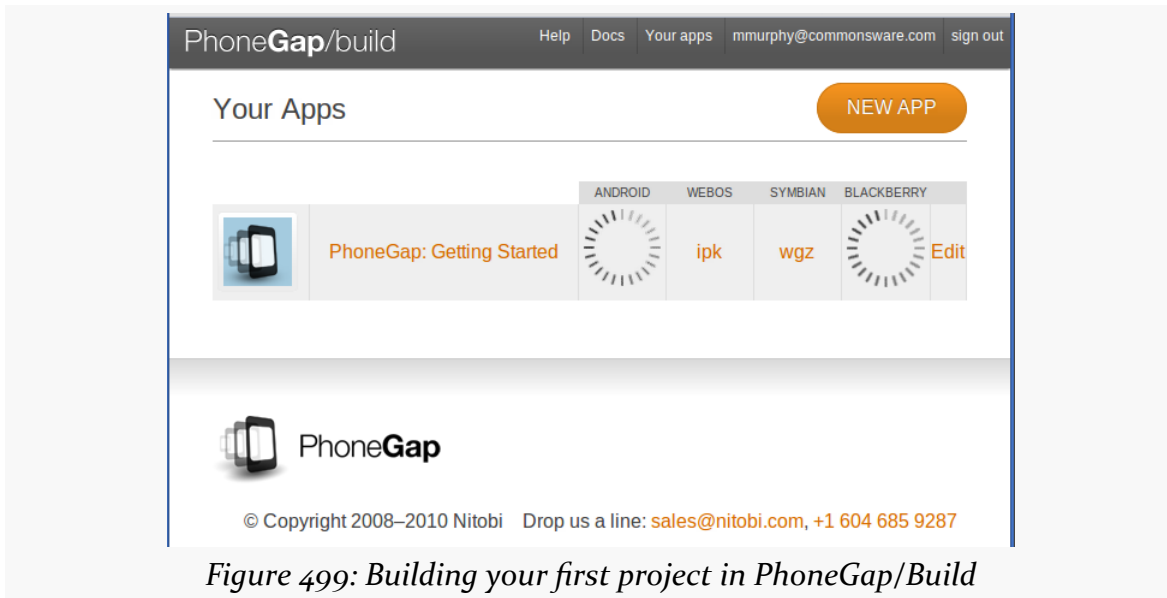 PhoneGap/build Help Docs Your apps mmurphy@commonsware.com sign out
Your Apps NEW APP
ANDROID WEBOS SYMBIAN BLACKBERRY
PhoneGap: Getting Started ipk wgz Edit
PhoneGap
© Copyright 2008–2010 Nitobi Drop us a line: sales@nitobi.com, +1 604 685 9287
Figure 499: Building your first project in PhoneGap/Build